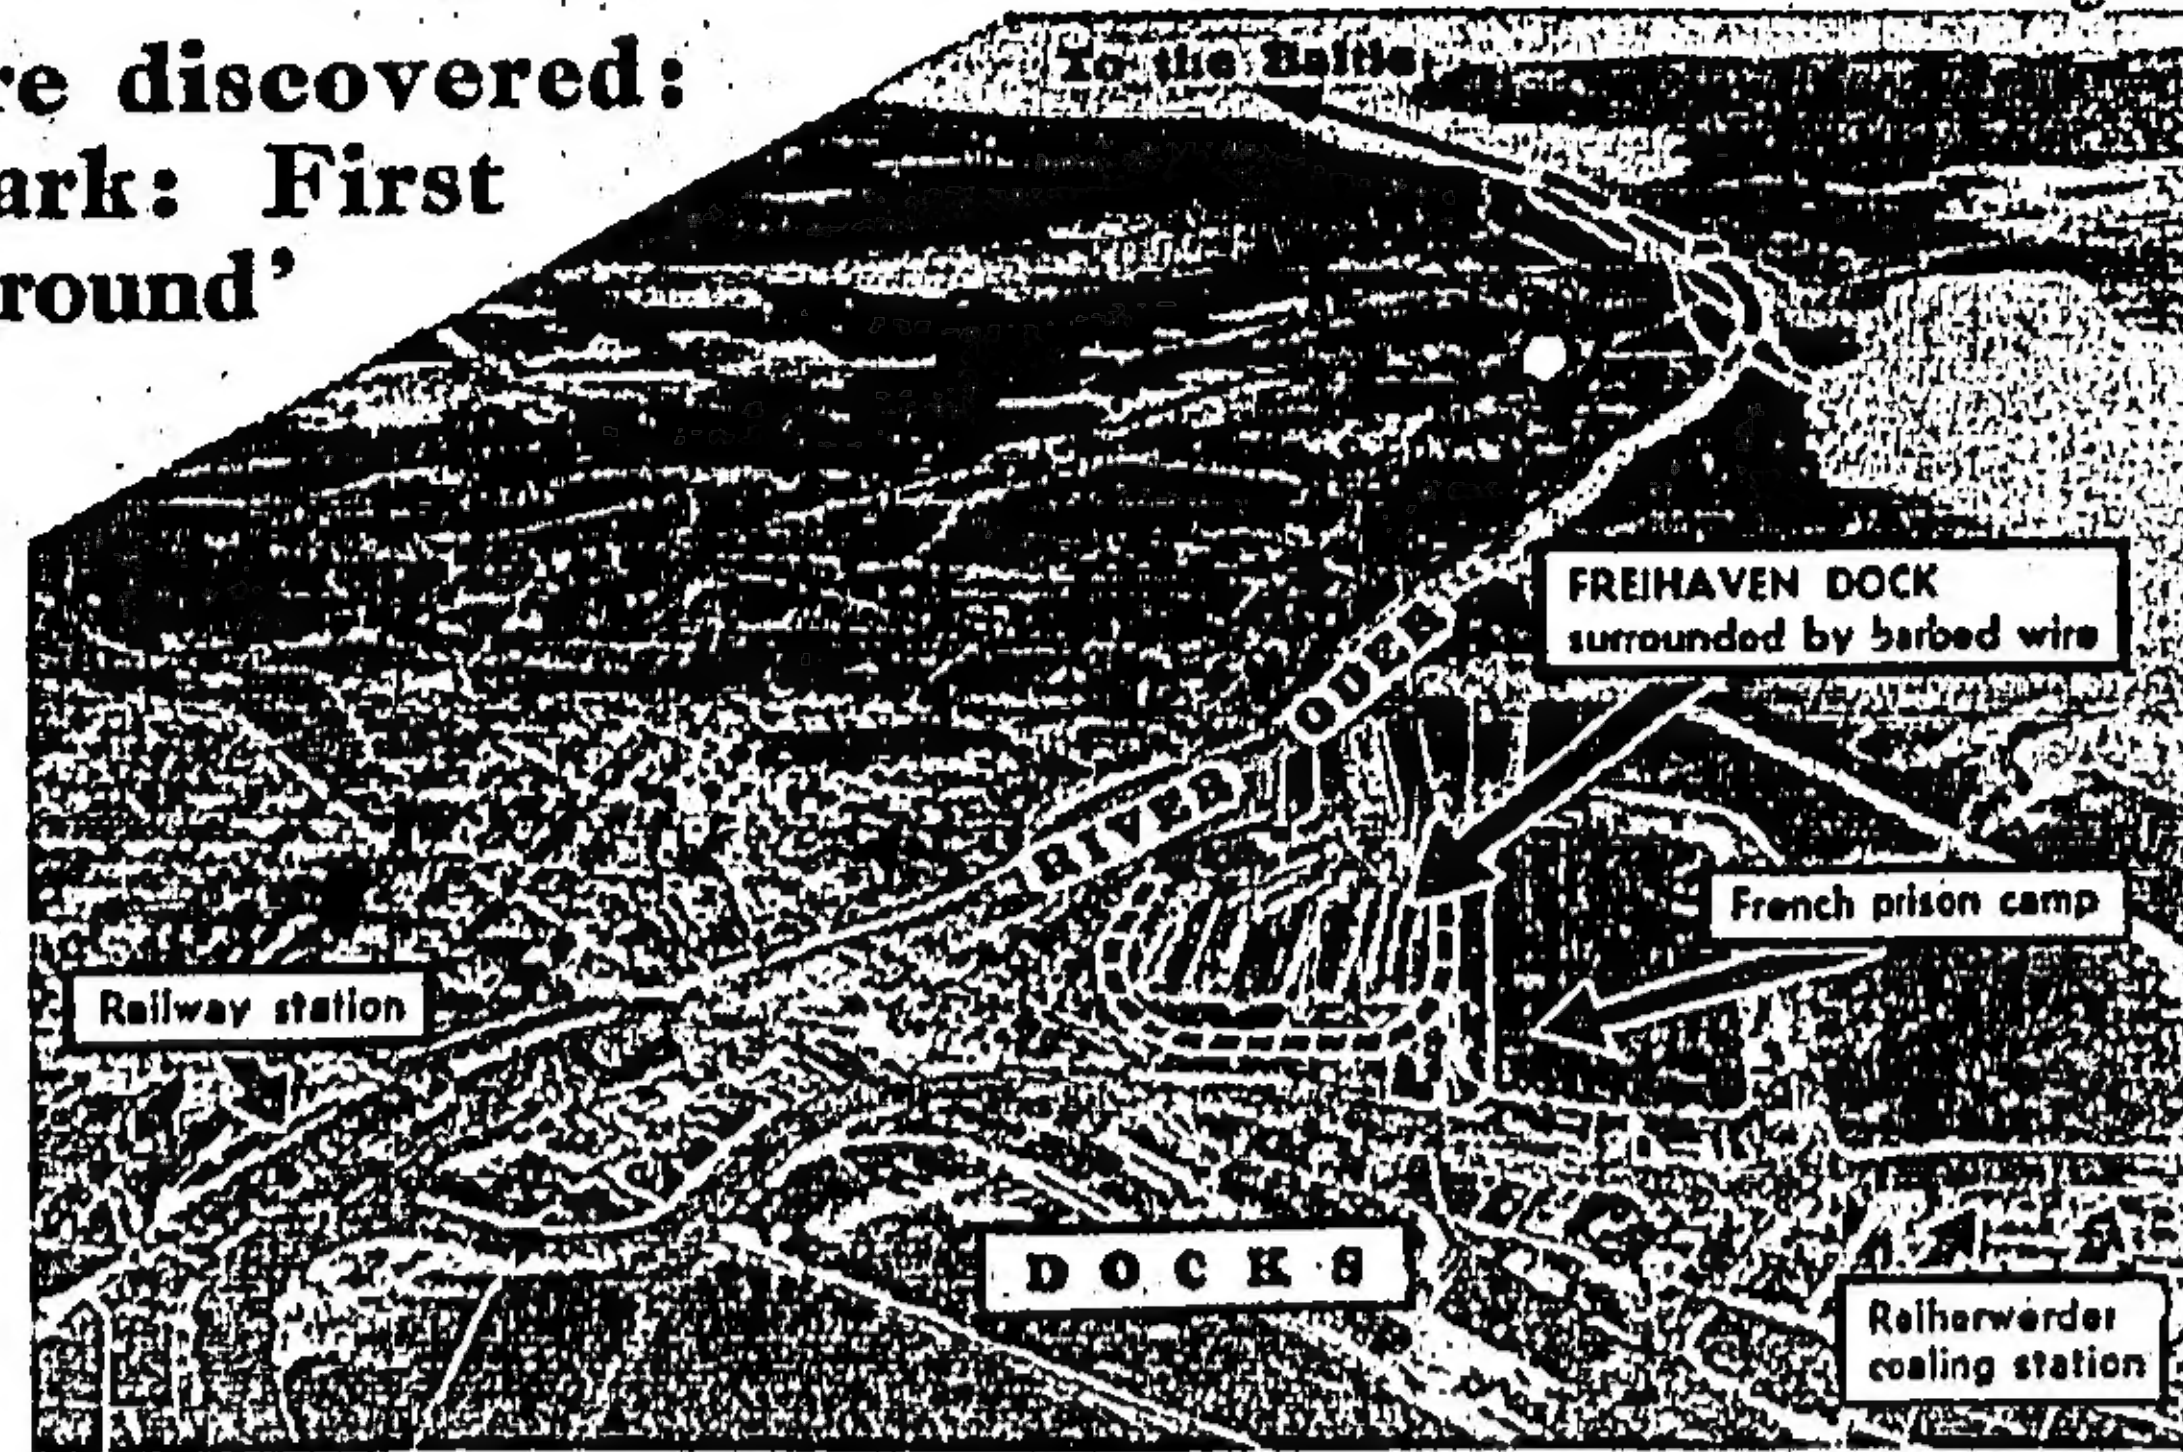 re discovered:
ark: First
round'
To the Baltic
FREIHAVEN DOCK
surrounded by barbed wire
RIVER ODER
French prison camp
Railway station
DOCKS
Reiherwerder
coaling station